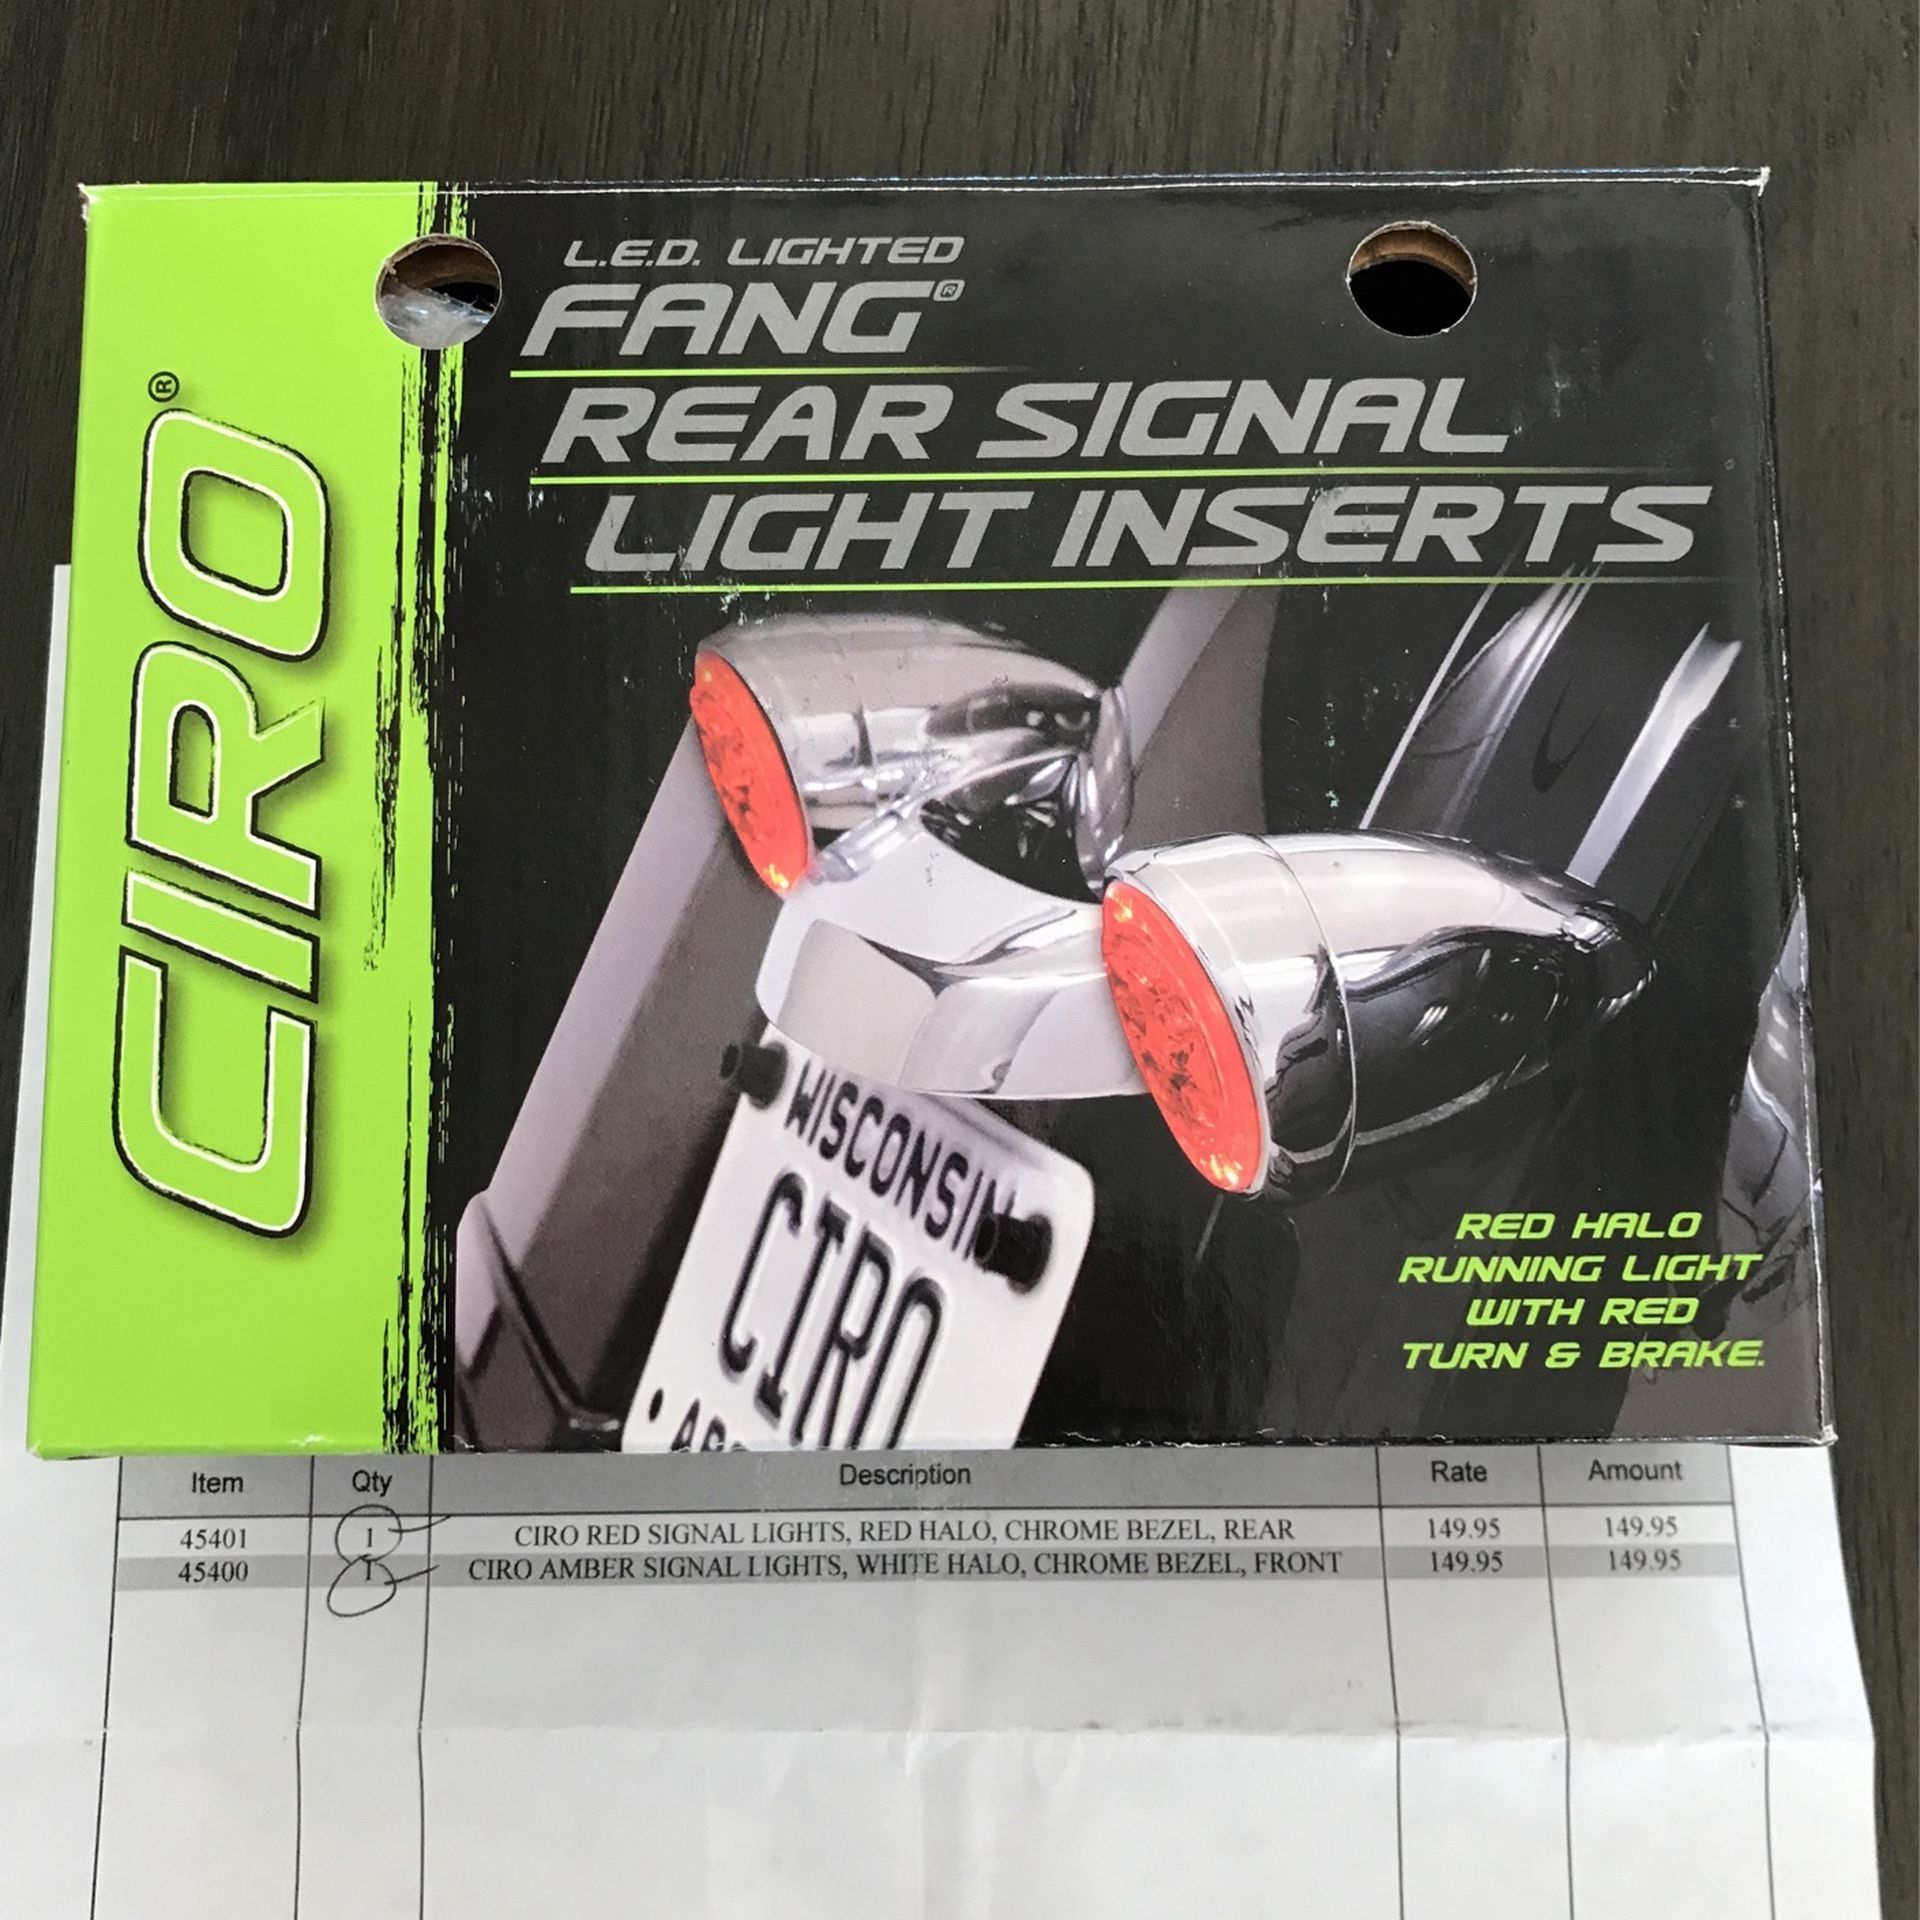 CIRO®
L.E.D. LIGHTED
FANG®
REAR SIGNAL
LIGHT INSERTS
WISCONSIN
CIRO
RED HALO
RUNNING LIGHT
WITH RED
TURN & BRAKE.
Item Qty Description Rate Amount
45401 1 CIRO RED SIGNAL LIGHTS, RED HALO, CHROME BEZEL, REAR 149.95 149.95
45400 1 CIRO AMBER SIGNAL LIGHTS, WHITE HALO, CHROME BEZEL, FRONT 149.95 149.95